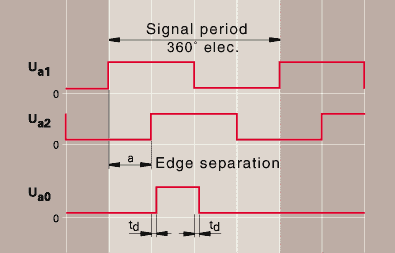 Signal period
360° elec.
Ua1
0
Ua2
0
a
Edge separation
Ua0
0
td
td